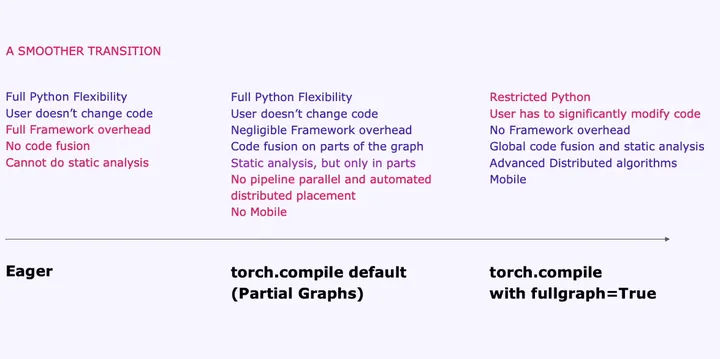 A SMOOTHER TRANSITION
Full Python Flexibility
User doesn’t change code
Full Framework overhead
No code fusion
Cannot do static analysis
Full Python Flexibility
User doesn’t change code
Negligible Framework overhead
Code fusion on parts of the graph
Static analysis, but only in parts
No pipeline parallel and automated
distributed placement
No Mobile
Restricted Python
User has to significantly modify code
No Framework overhead
Global code fusion and static analysis
Advanced Distributed algorithms
Mobile
Eager
torch.compile default
(Partial Graphs)
torch.compile
with fullgraph=True